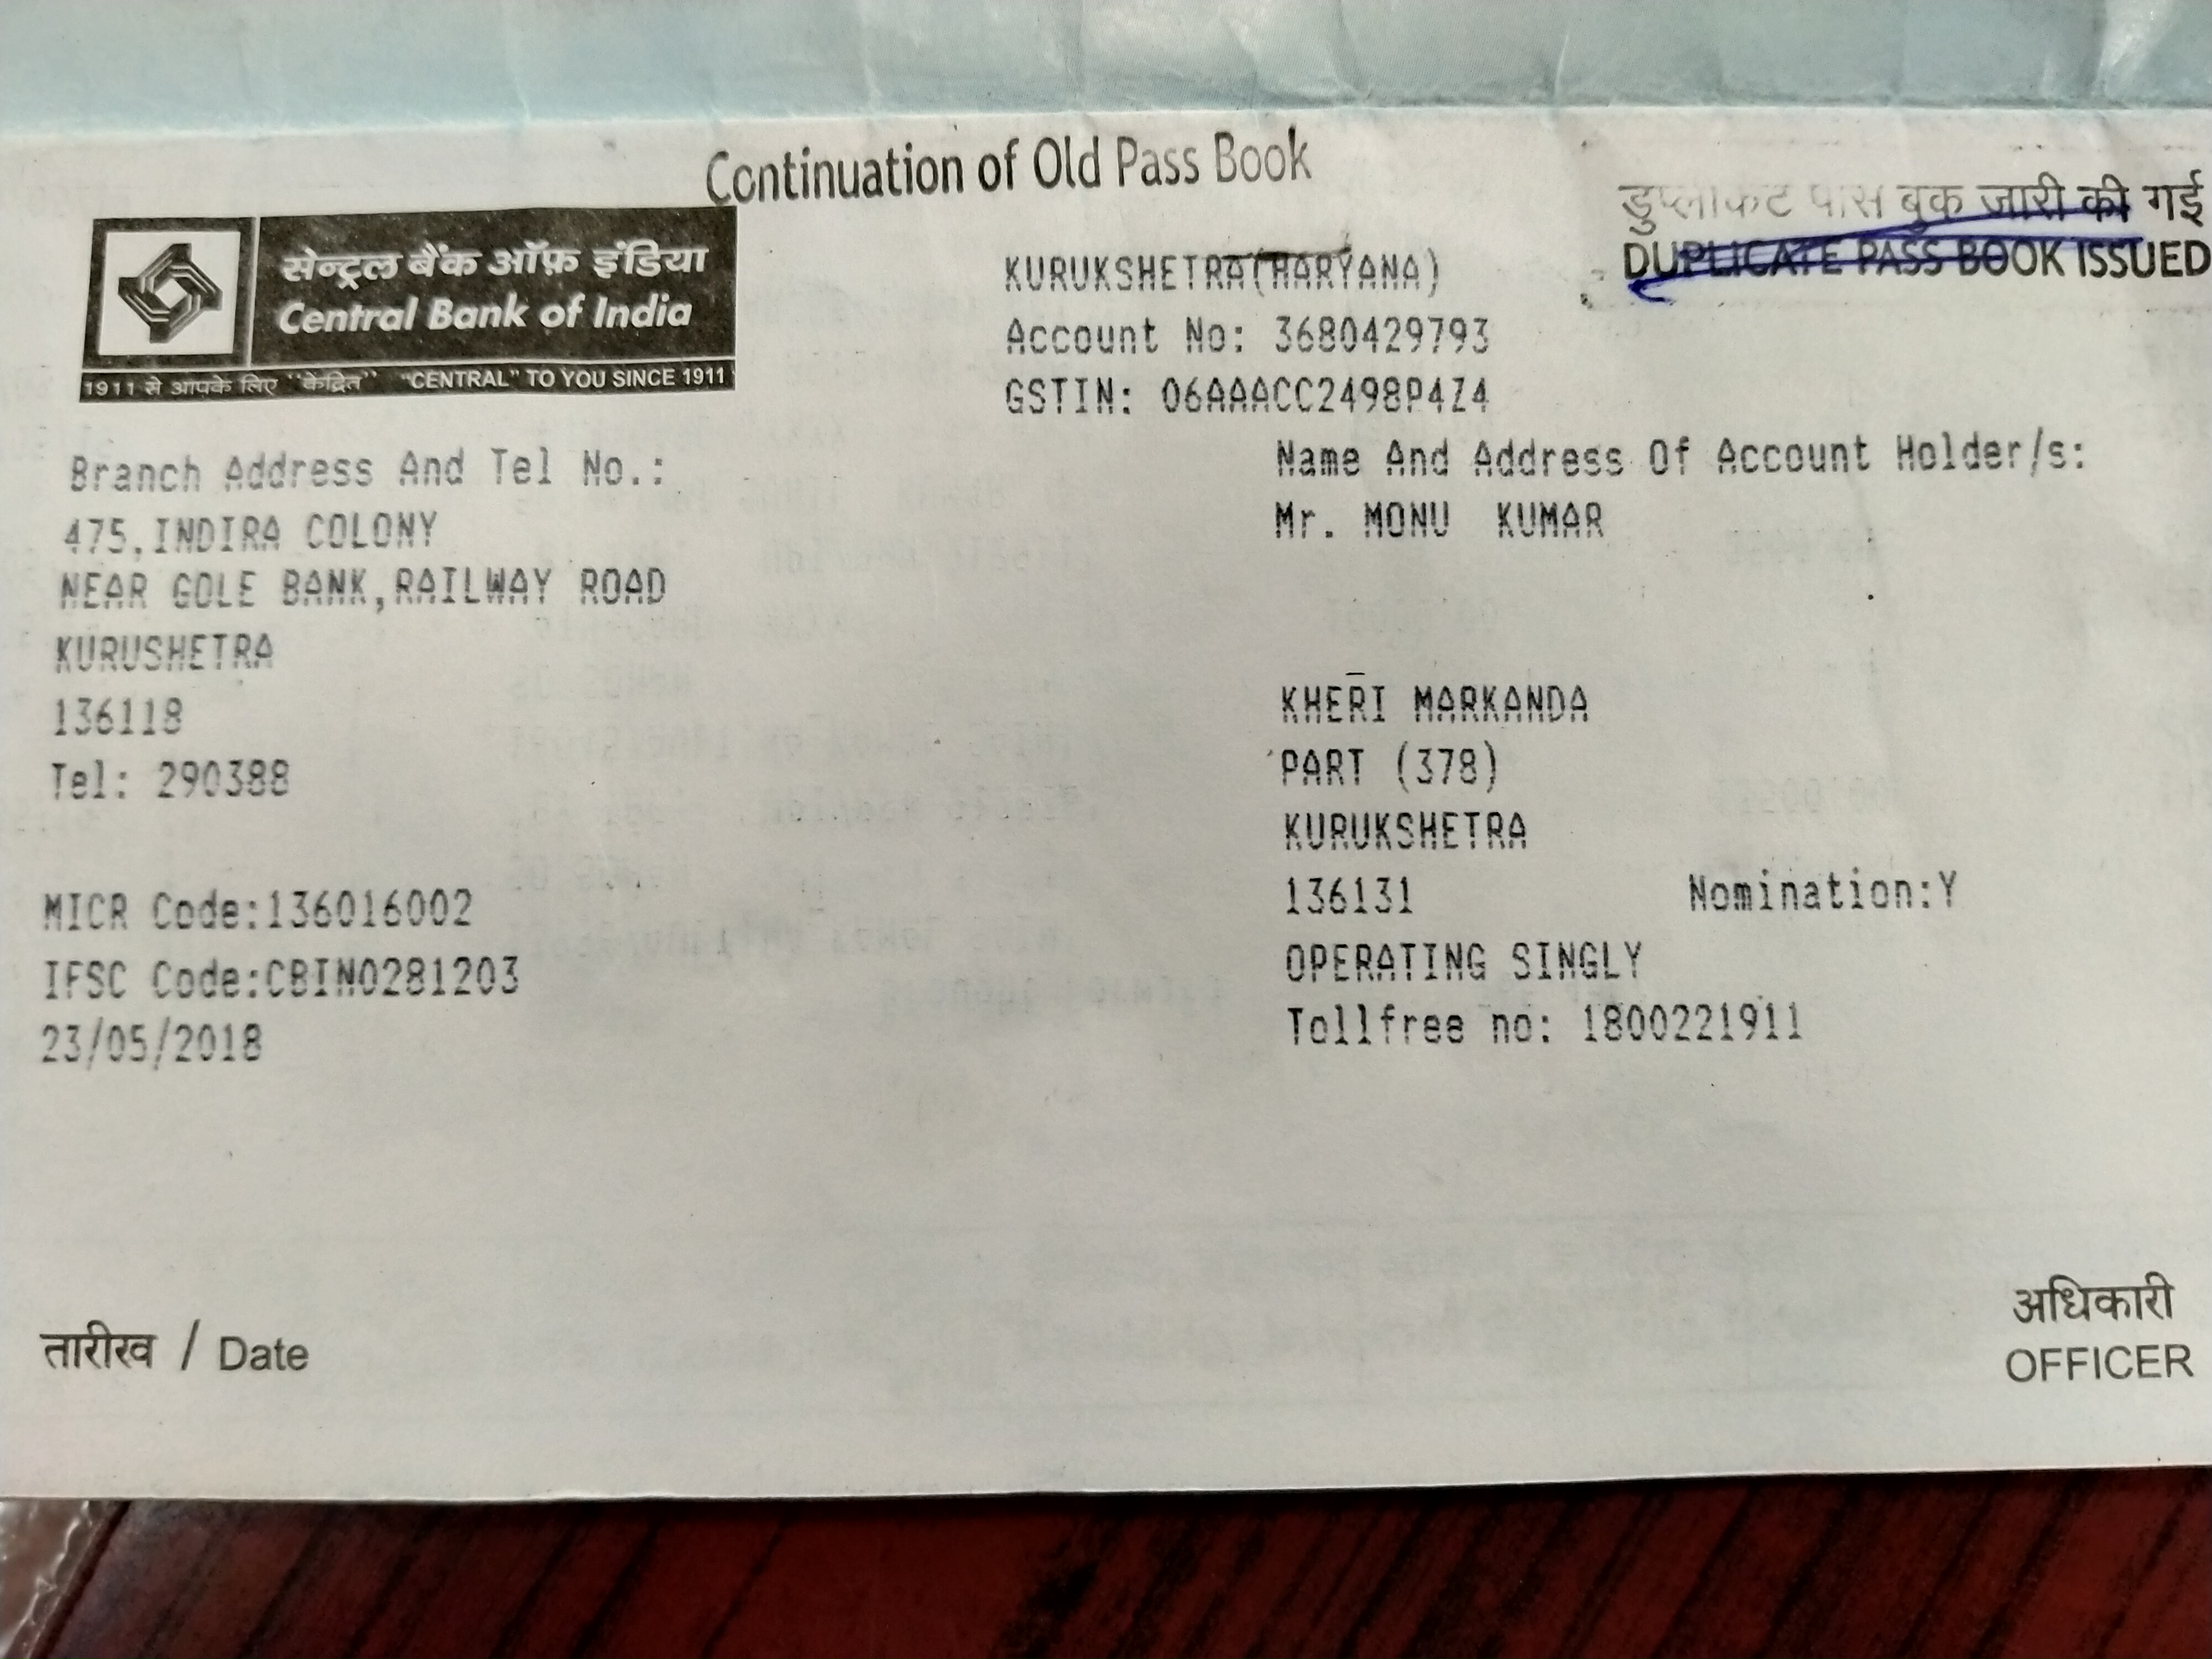 Continuation of Old Pass Book
डुप्लीकेट पास बुक जारी की गई
DUPLICATE PASS BOOK ISSUED
सेन्ट्रल बैंक ऑफ़ इंडिया
Central Bank of India
1911 से आपके लिए "केंद्रित" "CENTRAL" TO YOU SINCE 1911
KURUKSHETRA(HARYANA)
Account No: 3680429793
GSTIN: 06AAACC2498P4Z4
Branch Address And Tel No.:
475,INDIRA COLONY
NEAR GOLE BANK,RAILWAY ROAD
KURUSHETRA
136118
Tel: 290388
MICR Code:136016002
IFSC Code:CBIN0281203
23/05/2018
Name And Address Of Account Holder/s:
Mr. MONU KUMAR
KHERI MARKANDA
PART (378)
KURUKSHETRA
136131 Nomination:Y
OPERATING SINGLY
Tollfree no: 1800221911
तारीख / Date
अधिकारी
OFFICER